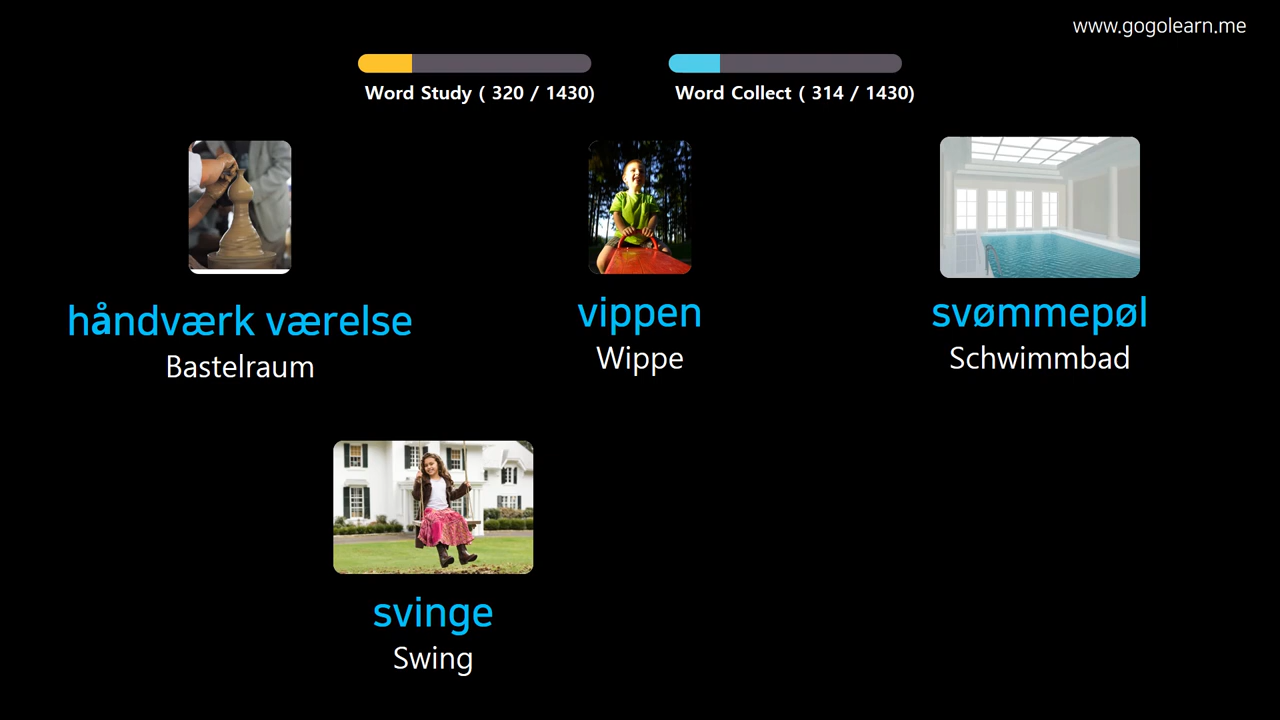 www.gogolearn.me
Word Study ( 320 / 1430)
Word Collect ( 314 / 1430)
håndværk værelse
Bastelraum
vippen
Wippe
svømmepøl
Schwimmbad
svinge
Swing